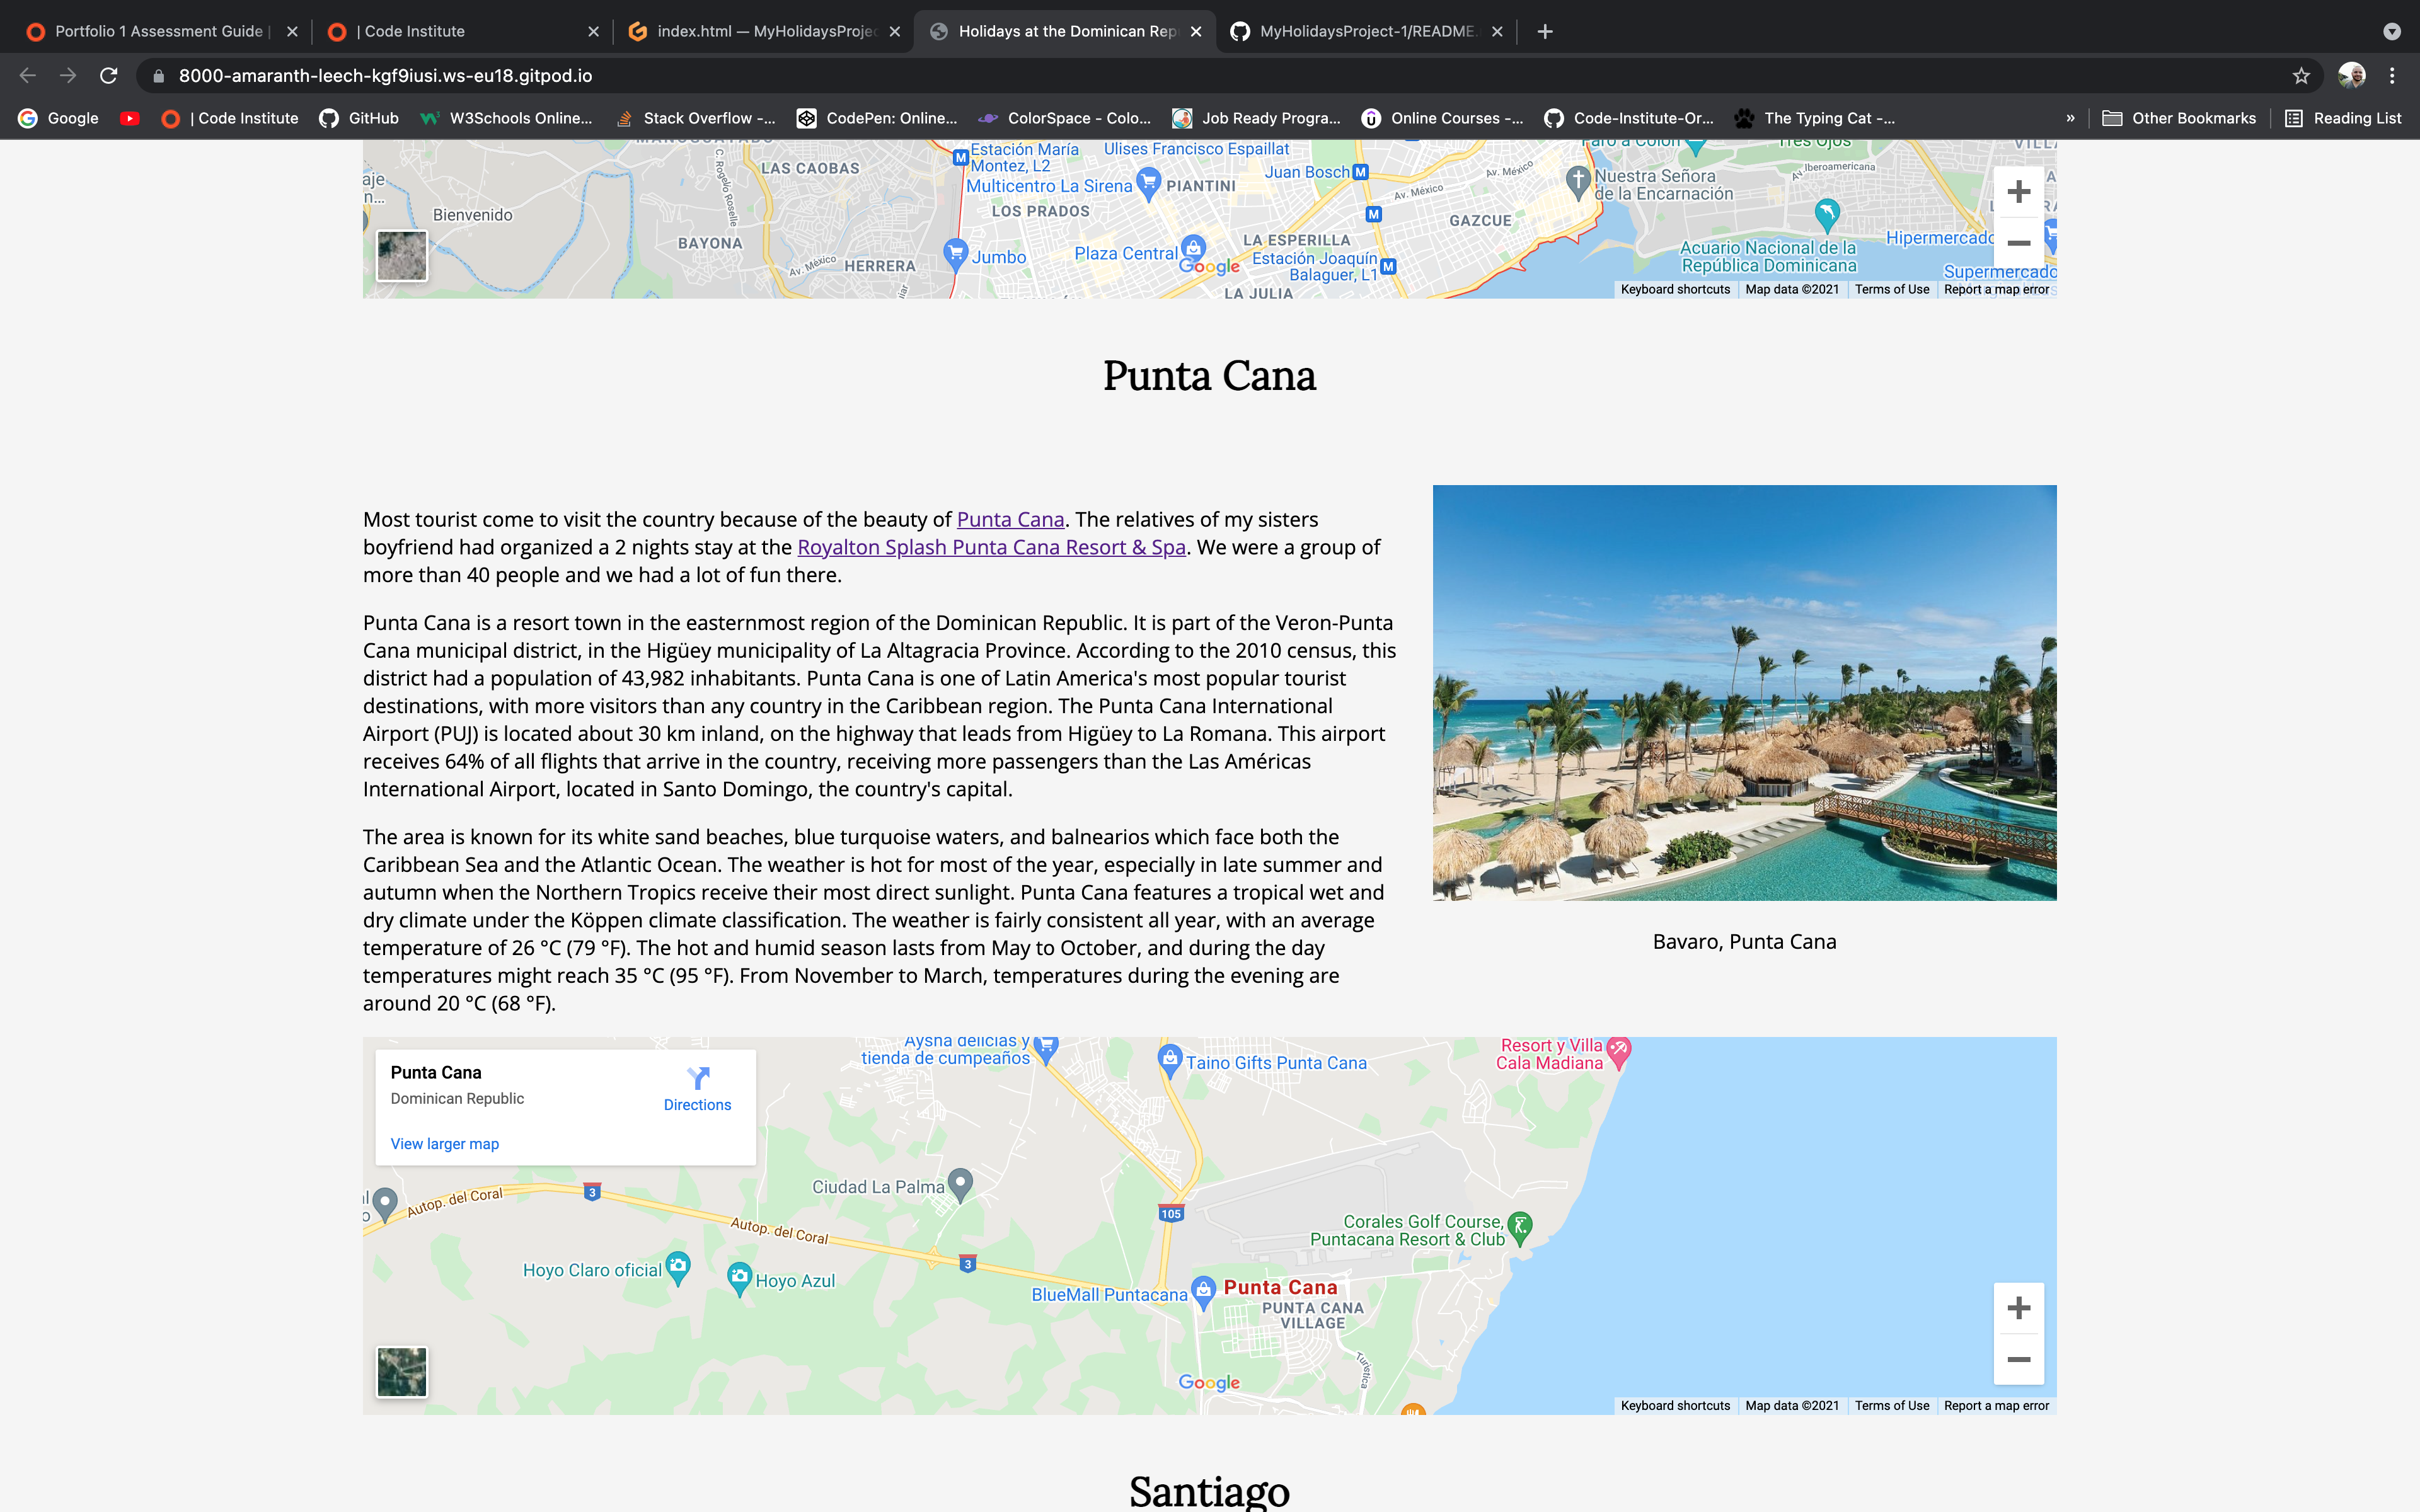 Portfolio 1 Assessment Guide |
| Code Institute
index.html — MyHolidaysProjec
Holidays at the Dominican Rep
MyHolidaysProject-1/README.
8000-amaranth-leech-kgf9iusi.ws-eu18.gitpod.io
Google
| Code Institute
GitHub
W3Schools Online...
Stack Overflow -...
CodePen: Online...
ColorSpace - Colo...
Job Ready Progra...
Online Courses -...
Code-Institute-Or...
The Typing Cat -...
»
Other Bookmarks
Reading List
aje
n...
Bienvenido
LAS CAOBAS
C. Rogelio Roselle
BAYONA
Av. México
HERRERA
Estación María
Montez, L2
Ulises Francisco Espaillat
Multicentro La Sirena
PIANTINI
LOS PRADOS
Juan Bosch
Av. México
Av. México
GAZCUE
Jumbo
Plaza Central
Google
LA ESPERILLA
Estación Joaquín
Balaguer, L1
LA JULIA
Faro a Colón
Tres Ojos
Nuestra Señora
de la Encarnación
Av. Iberoamericana
Acuario Nacional de la
República Dominicana
Hipermercado
Supermercado
Keyboard shortcuts
Map data ©2021
Terms of Use
Report a map error
Punta Cana
Most tourist come to visit the country because of the beauty of Punta Cana. The relatives of my sisters
boyfriend had organized a 2 nights stay at the Royalton Splash Punta Cana Resort & Spa. We were a group of
more than 40 people and we had a lot of fun there.
Punta Cana is a resort town in the easternmost region of the Dominican Republic. It is part of the Veron-Punta
Cana municipal district, in the Higüey municipality of La Altagracia Province. According to the 2010 census, this
district had a population of 43,982 inhabitants. Punta Cana is one of Latin America's most popular tourist
destinations, with more visitors than any country in the Caribbean region. The Punta Cana International
Airport (PUJ) is located about 30 km inland, on the highway that leads from Higüey to La Romana. This airport
receives 64% of all flights that arrive in the country, receiving more passengers than the Las Américas
International Airport, located in Santo Domingo, the country's capital.
The area is known for its white sand beaches, blue turquoise waters, and balnearios which face both the
Caribbean Sea and the Atlantic Ocean. The weather is hot for most of the year, especially in late summer and
autumn when the Northern Tropics receive their most direct sunlight. Punta Cana features a tropical wet and
dry climate under the Köppen climate classification. The weather is fairly consistent all year, with an average
temperature of 26 °C (79 °F). The hot and humid season lasts from May to October, and during the day
temperatures might reach 35 °C (95 °F). From November to March, temperatures during the evening are
around 20 °C (68 °F).
Bavaro, Punta Cana
Punta Cana
Dominican Republic
Directions
View larger map
Aysha delicias y
tienda de cumpeaños
Taino Gifts Punta Cana
Resort y Villa
Cala Madiana
Autop. del Coral
3
Ciudad La Palma
Autop. del Coral
3
105
Corales Golf Course,
Puntacana Resort & Club
Hoyo Claro oficial
Hoyo Azul
BlueMall Puntacana
Punta Cana
PUNTA CANA
VILLAGE
Turistica
Google
Keyboard shortcuts
Map data ©2021
Terms of Use
Report a map error
Santiago